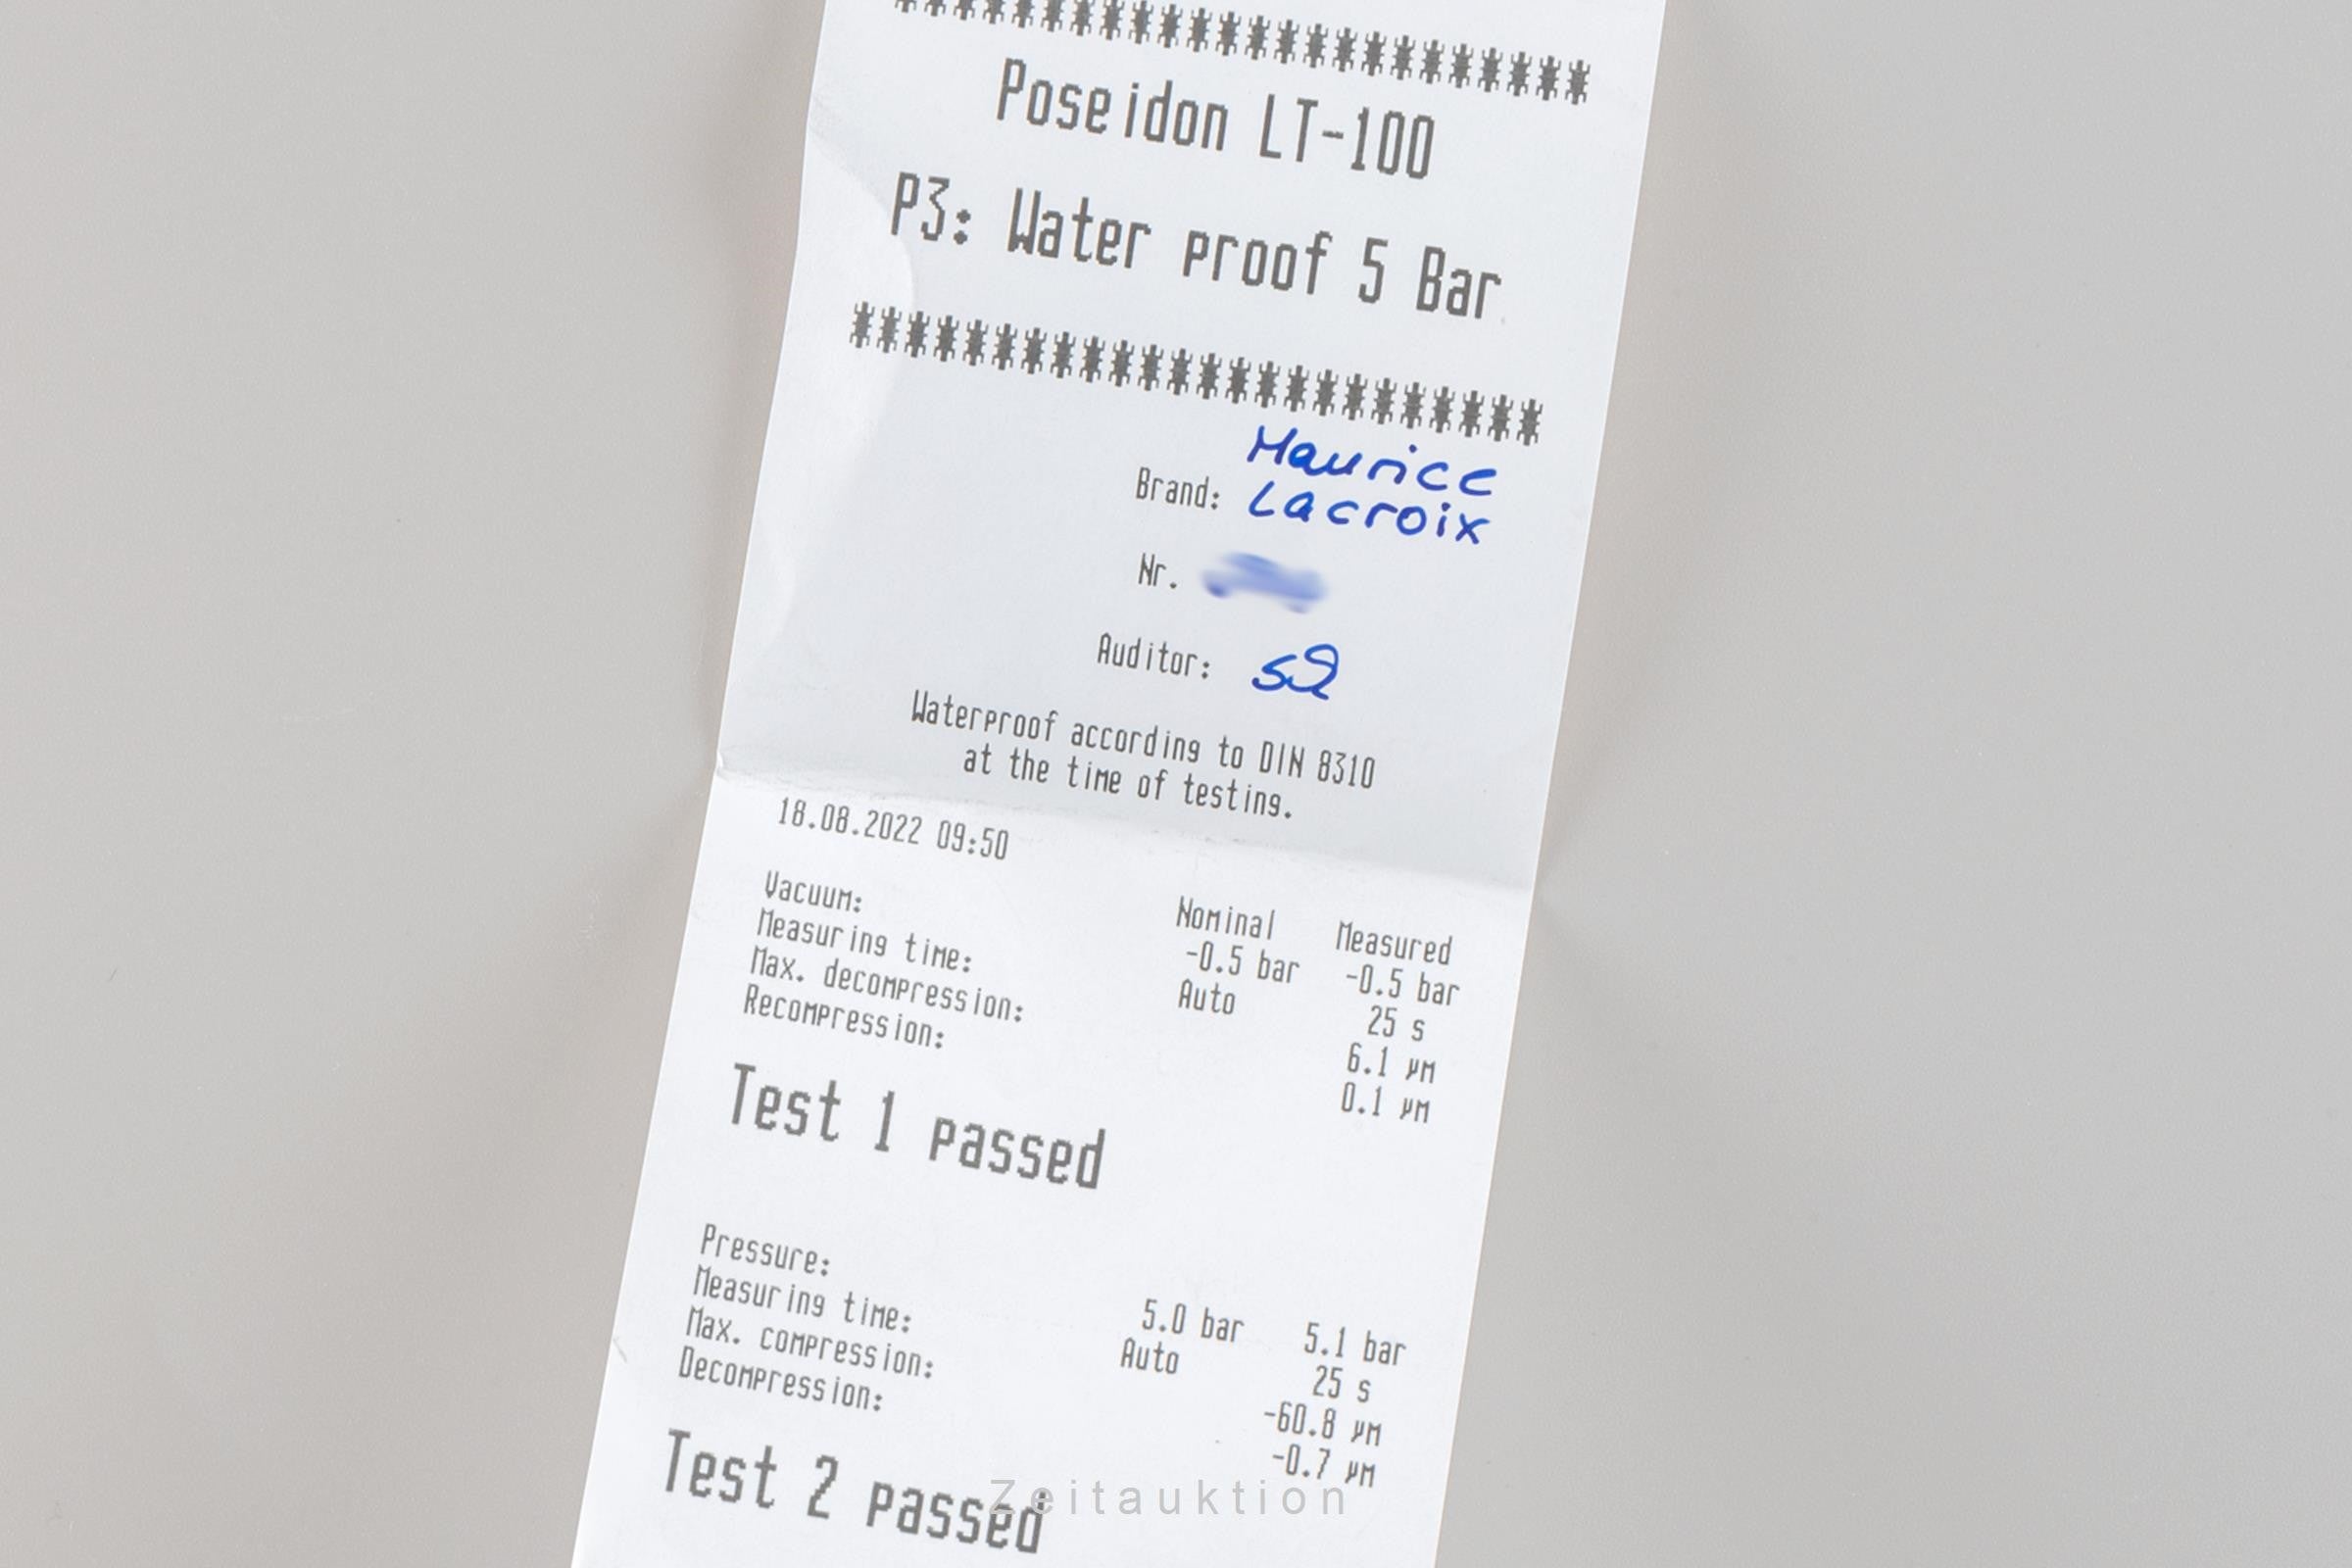 ************************
Poseidon LT-100
P3: Water proof 5 Bar
************************
Maurice
Brand: Lacroix
Nr.
Auditor:
Waterproof according to DIN 8310
at the time of testing.
18.08.2022 09:50
Nominal Measured
Vacuum: -0.5 bar -0.5 bar
Measuring time: Auto 25 s
Max. decompression: 6.1 µm
Recompression: 0.1 µm
Test 1 passed
Pressure: 5.0 bar 5.1 bar
Measuring time: Auto 25 s
Max. compression: -60.8 µm
Decompression: -0.7 µm
Test 2 passed
Zeitauktion